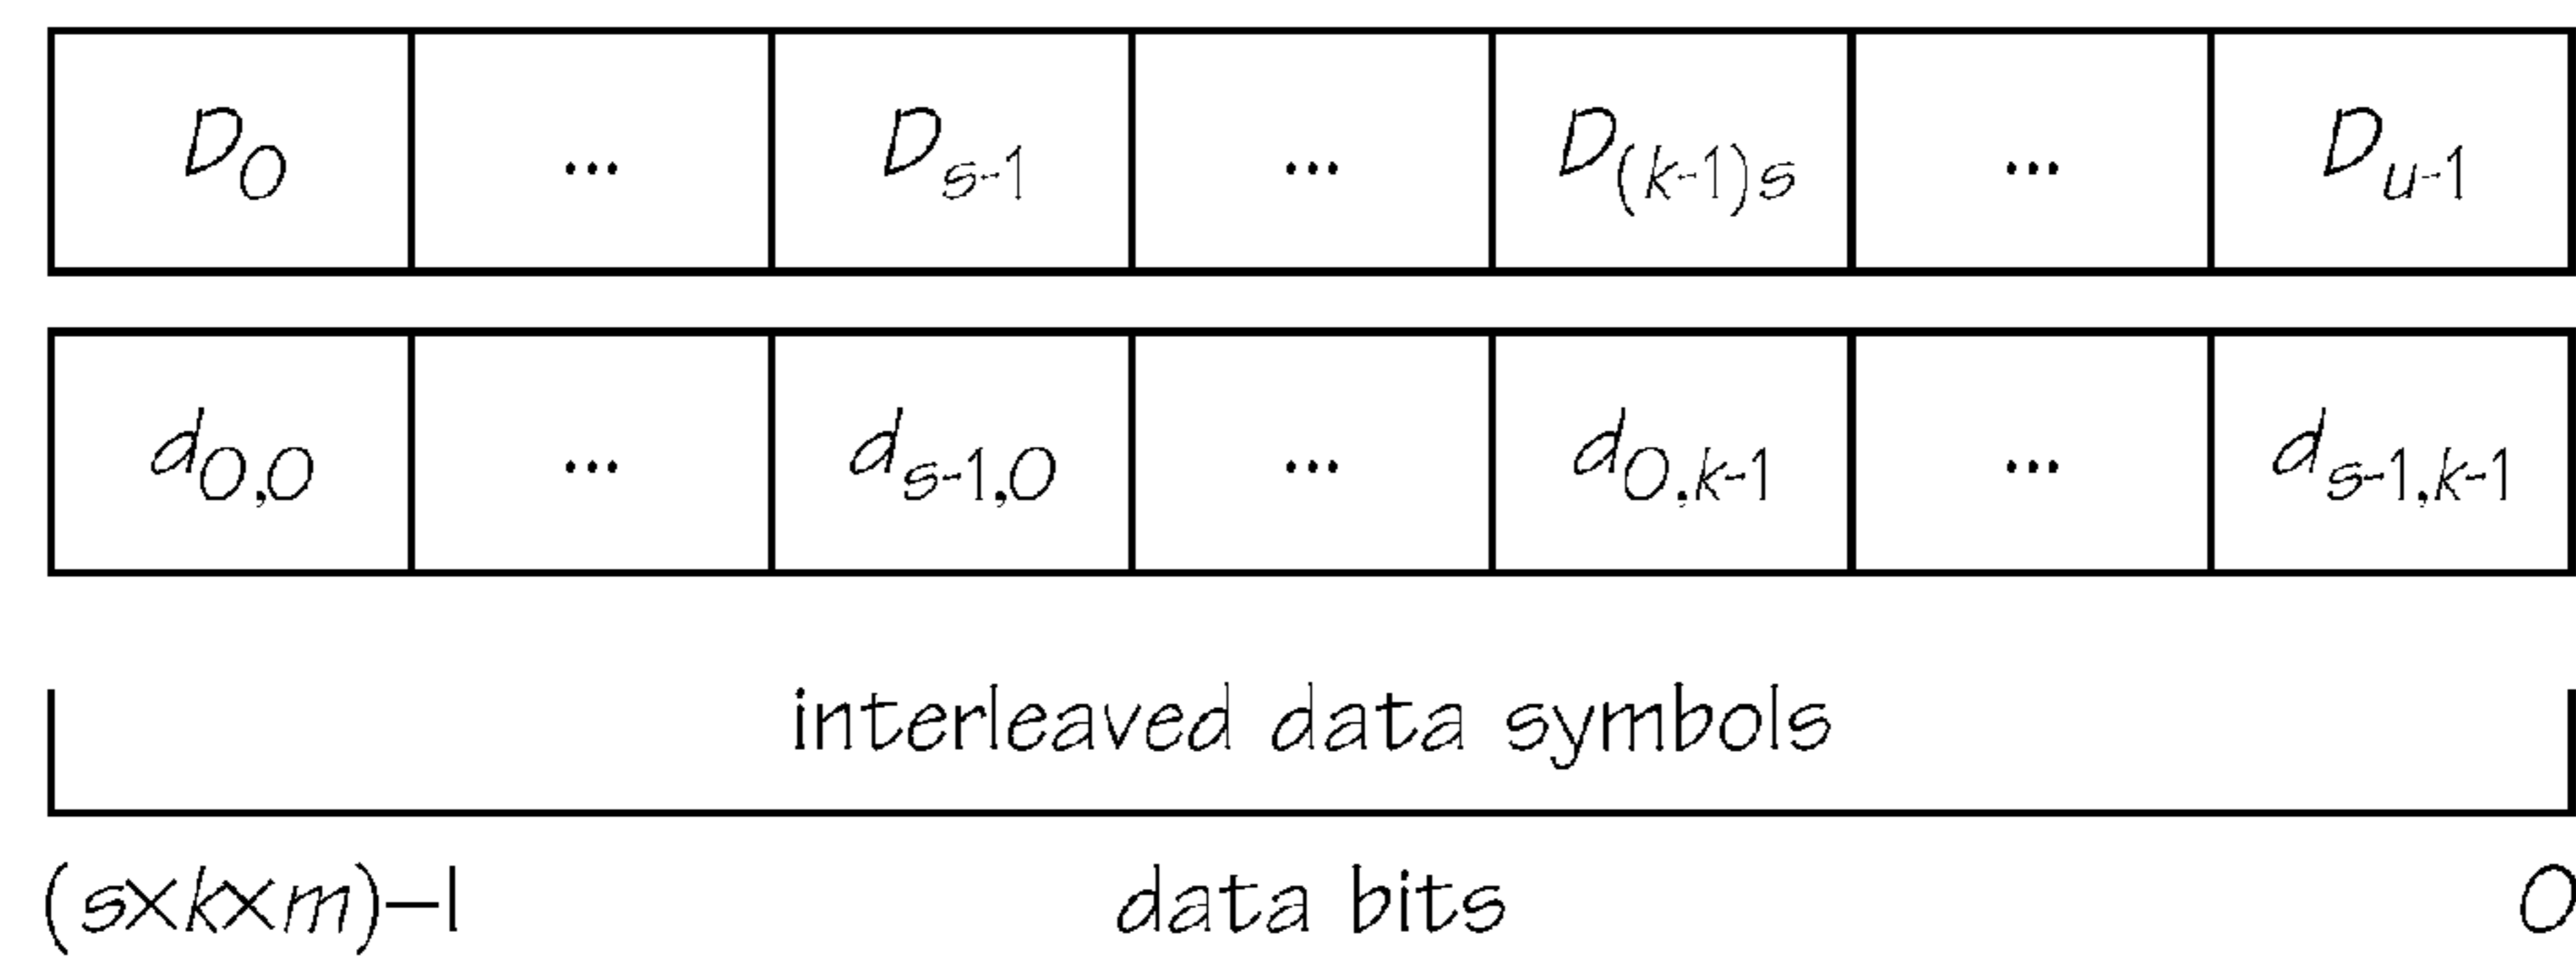 D₀ ... Dₛ₋₁ ... D₍ₖ₋₁₎ₛ ... Dᵤ₋₁
d₀,₀ ... dₛ₋₁,₀ ... d₀,ₖ₋₁ ... dₛ₋₁,ₖ₋₁
interleaved data symbols
(s×k×m)–1 data bits 0